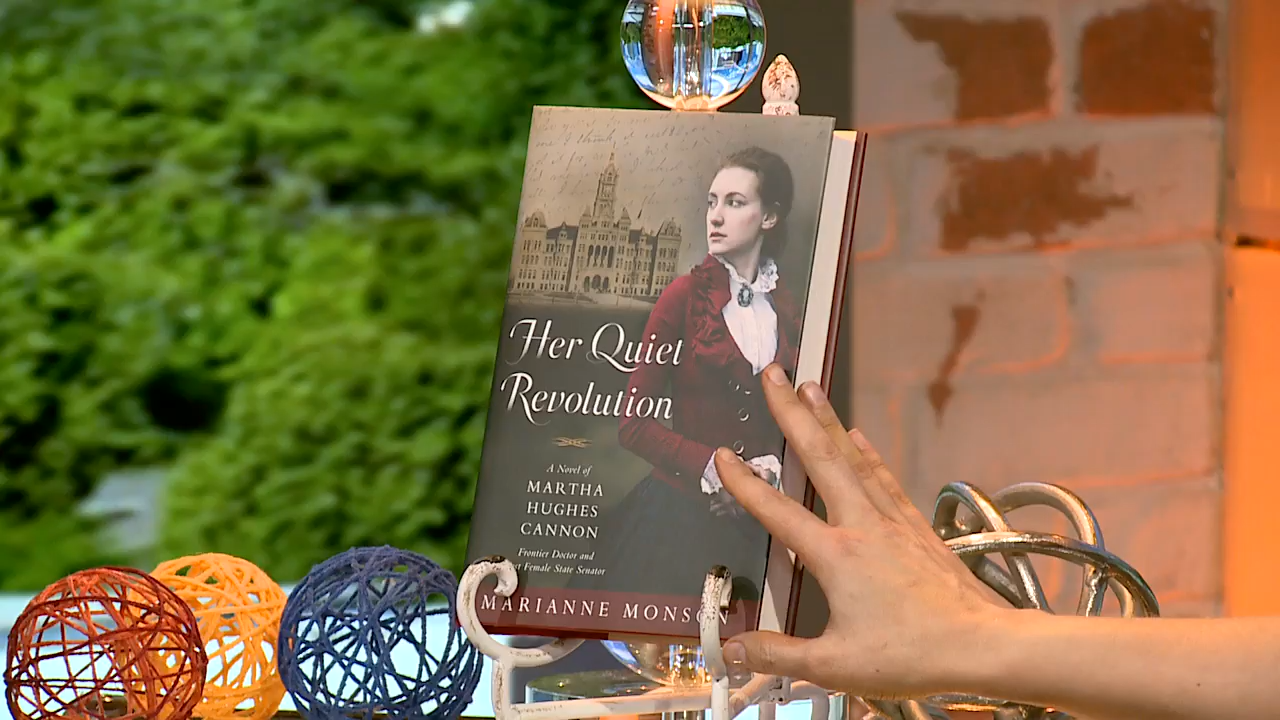 Her Quiet
Revolution
A Novel of
MARTHA
HUGHES
CANNON
Frontier Doctor and
Female State Senator
MARIANNE MONSON